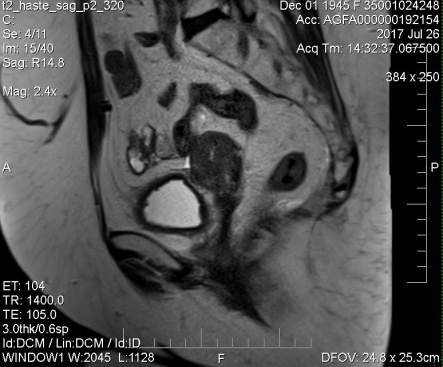 t2_haste_sag_p2_320
C:
Se: 4/11
Im: 15/40
Sag: R14.8
Mag: 2.4x
Dec 01 1945 F 35001024248
Acc: AGFA000000192154
2017 Jul 26
Acq Tm: 14:32:37.067500
384 x 250
A
P
ET: 104
TR: 1400.0
TE: 105.0
3.0thk/0.6sp
Id:DCM / Lin:DCM / Id:ID
WINDOW1 W:2045 L:1128
F
DFOV: 24.8 x 25.3cm